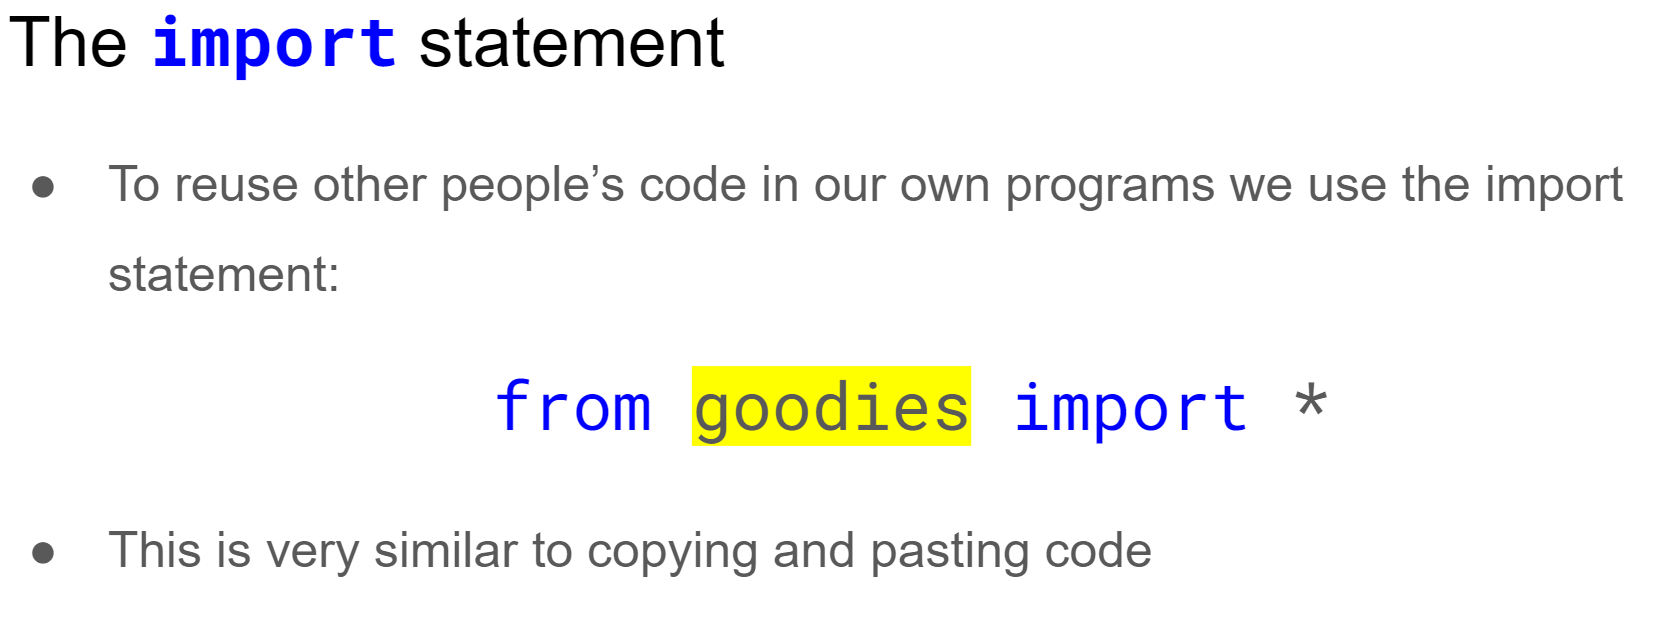 The import statement
● To reuse other people’s code in our own programs we use the import
statement:
from goodies import *
● This is very similar to copying and pasting code